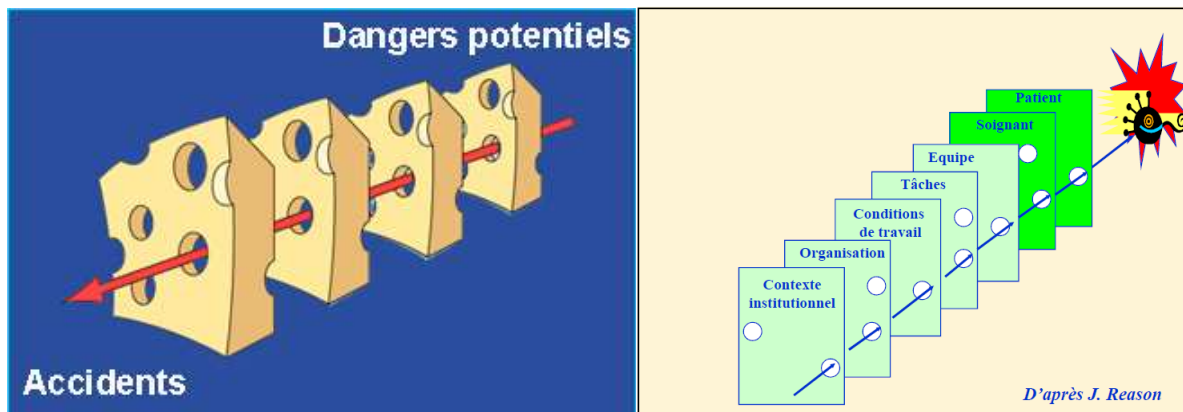 Dangers potentiels
Accidents
Patient
Soignant
Equipe
Tâches
Conditions
de travail
Organisation
Contexte
institutionnel
D'après J. Reason